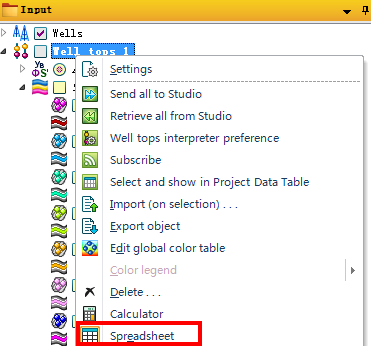 Input
Wells
Well tops 1
Settings
Send all to Studio
Retrieve all from Studio
Well tops interpreter preference
Subscribe
Select and show in Project Data Table
Import (on selection) . . .
Export object
Edit global color table
Color legend
Delete . . .
Calculator
Spreadsheet